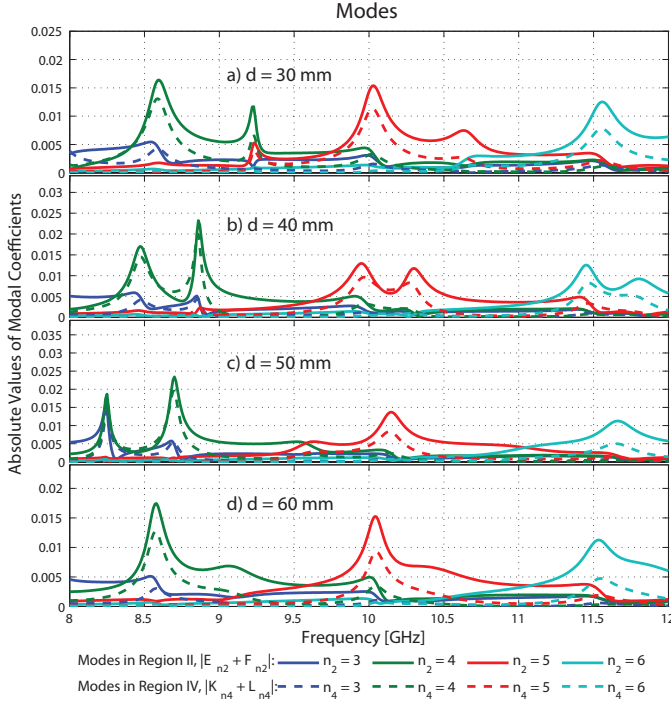 Modes
Absolute Values of Modal Coefficients
0.025
0.02
0.015
0.01
0.005
0
a) d = 30 mm
0.03
0.025
0.02
0.015
0.01
0.005
0
b) d = 40 mm
0.035
0.03
0.025
0.02
0.015
0.01
0.005
0
c) d = 50 mm
0.02
0.015
0.01
0.005
0
d) d = 60 mm
8 8.5 9 9.5 10 10.5 11 11.5 12
Frequency [GHz]
Modes in Region II, |E n2 + F n2|: n2 = 3 n2 = 4 n2 = 5 n2 = 6
Modes in Region IV, |K n4 + L n4|: n4 = 3 n4 = 4 n4 = 5 n4 = 6